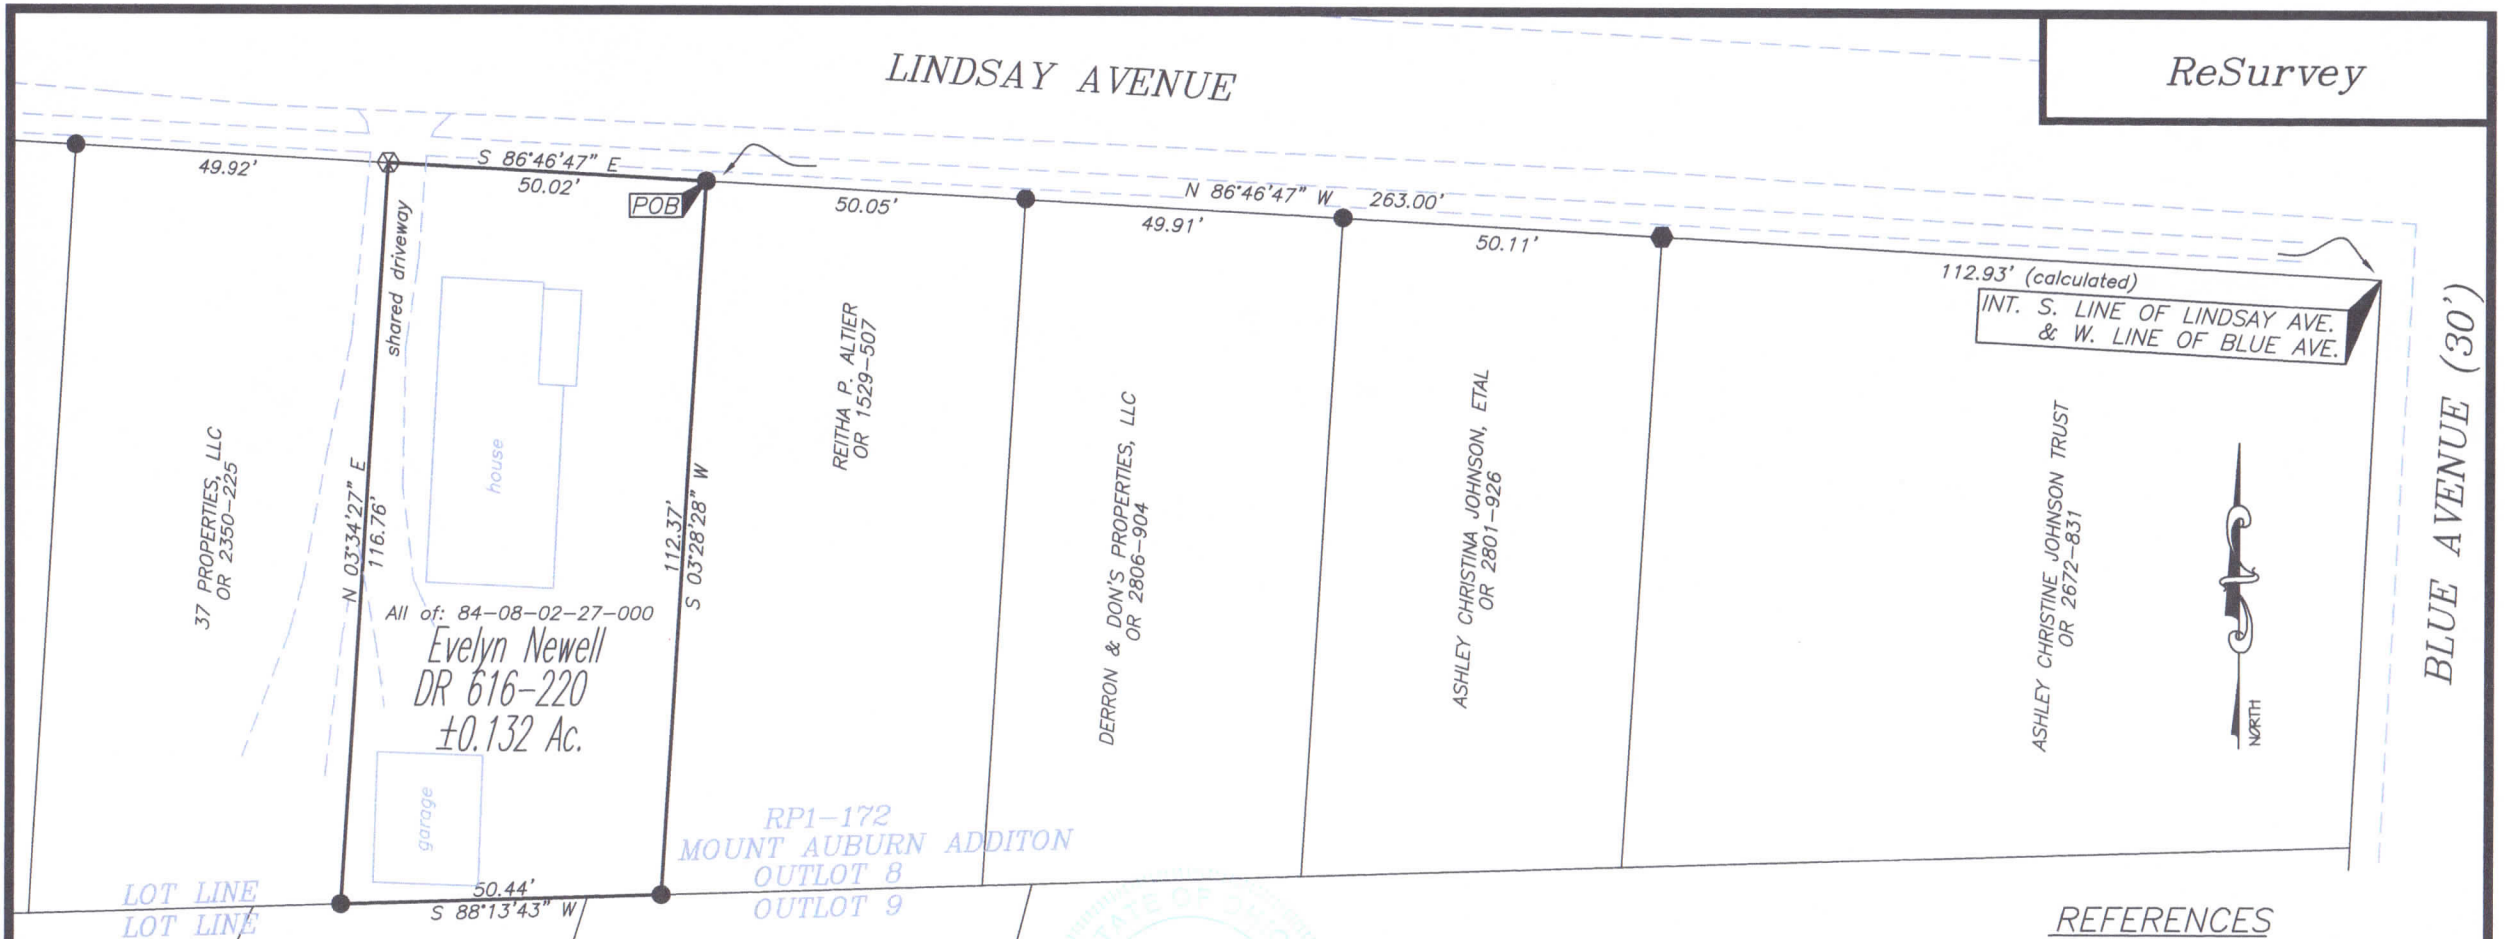 LINDSAY AVENUE
ReSurvey
49.92'
S 86°46'47" E
50.02'
POB
50.05'
N 86°46'47" W 263.00'
49.91'
50.11'
112.93' (calculated)
INT. S. LINE OF LINDSAY AVE.
& W. LINE OF BLUE AVE.
BLUE AVENUE (30')
shared driveway
house
37 PROPERTIES, LLC
OR 2350-225
N 03°34'27" E
116.76'
112.37'
S 03°28'28" W
REITHA P. ALTIER
OR 1529-507
DERRON & DON'S PROPERTIES, LLC
OR 2806-904
ASHLEY CHRISTINA JOHNSON, ETAL
OR 2801-926
ASHLEY CHRISTINE JOHNSON TRUST
OR 2672-831
NORTH
All of: 84-08-02-27-000
Evelyn Newell
DR 616-220
±0.132 Ac.
garage
RP1-172
MOUNT AUBURN ADDITON
OUTLOT 8
OUTLOT 9
LOT LINE
LOT LINE
50.44'
S 88°13'43" W
STATE OF OHIO
REFERENCES